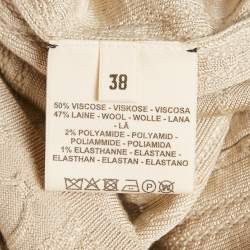 38
50% VISCOSE - VISKOSE - VISCOSA
47% LAINE - WOOL - WOLLE - LANA
- LÃ
2% POLYAMIDE - POLYAMID -
POLIAMMIDE - POLIAMIDA
1% ELASTHANNE - ELASTANE -
ELASTHAN - ELASTAN - ELASTANO